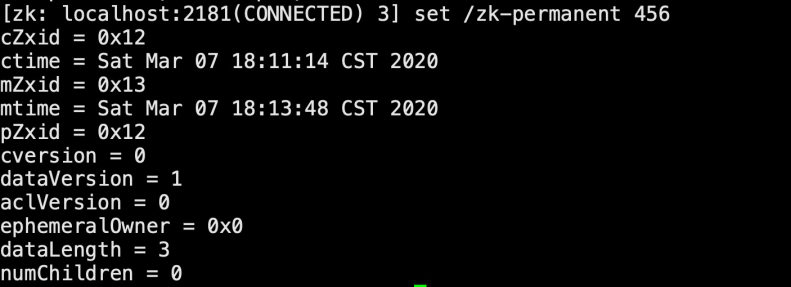 [zk: localhost:2181(CONNECTED) 3] set /zk-permanent 456
cZxid = 0x12
ctime = Sat Mar 07 18:11:14 CST 2020
mZxid = 0x13
mtime = Sat Mar 07 18:13:48 CST 2020
pZxid = 0x12
cversion = 0
dataVersion = 1
aclVersion = 0
ephemeralOwner = 0x0
dataLength = 3
numChildren = 0